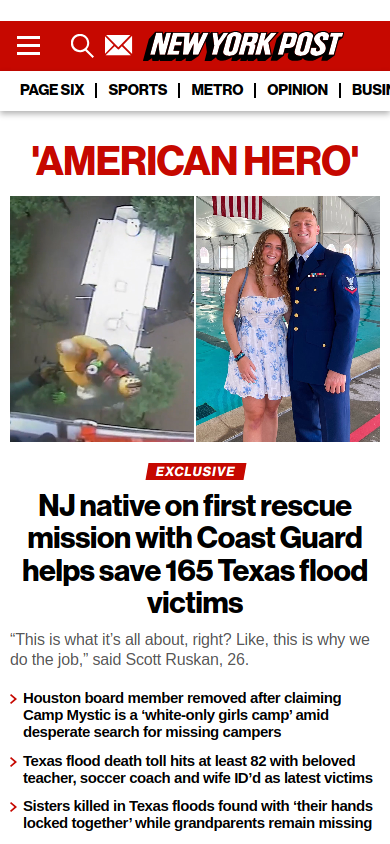 NEW YORK POST
PAGE SIX | SPORTS | METRO | OPINION | BUSIN
'AMERICAN HERO'
EXCLUSIVE
NJ native on first rescue
mission with Coast Guard
helps save 165 Texas flood
victims
“This is what it’s all about, right? Like, this is why we
do the job,” said Scott Ruskan, 26.
Houston board member removed after claiming
Camp Mystic is a ‘white-only girls camp’ amid
desperate search for missing campers
Texas flood death toll hits at least 82 with beloved
teacher, soccer coach and wife ID’d as latest victims
Sisters killed in Texas floods found with ‘their hands
locked together’ while grandparents remain missing